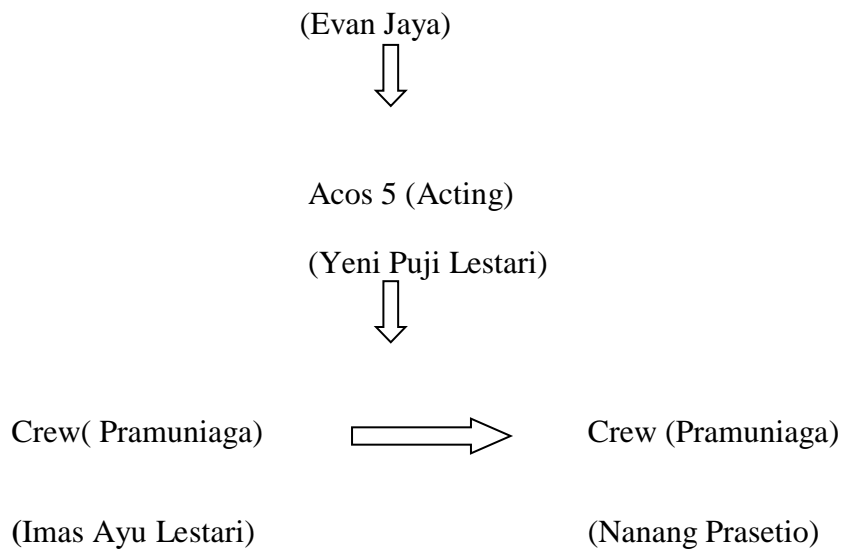 (Evan Jaya)
Acos 5 (Acting)
(Yeni Puji Lestari)
Crew( Pramuniaga)
Crew (Pramuniaga)
(Imas Ayu Lestari)
(Nanang Prasetio)